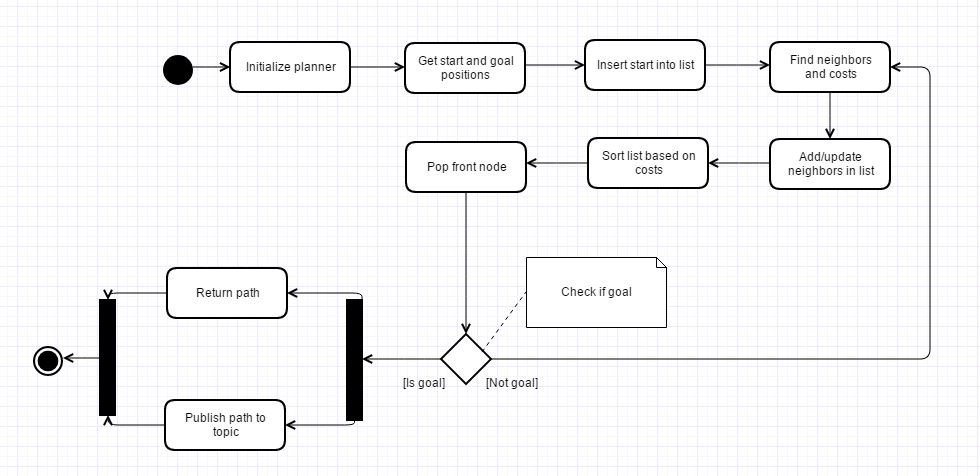 Initialize planner
Get start and goal
positions
Insert start into list
Find neighbors
and costs
Pop front node
Sort list based on
costs
Add/update
neighbors in list
Check if goal
Return path
[Is goal]
[Not goal]
Publish path to
topic